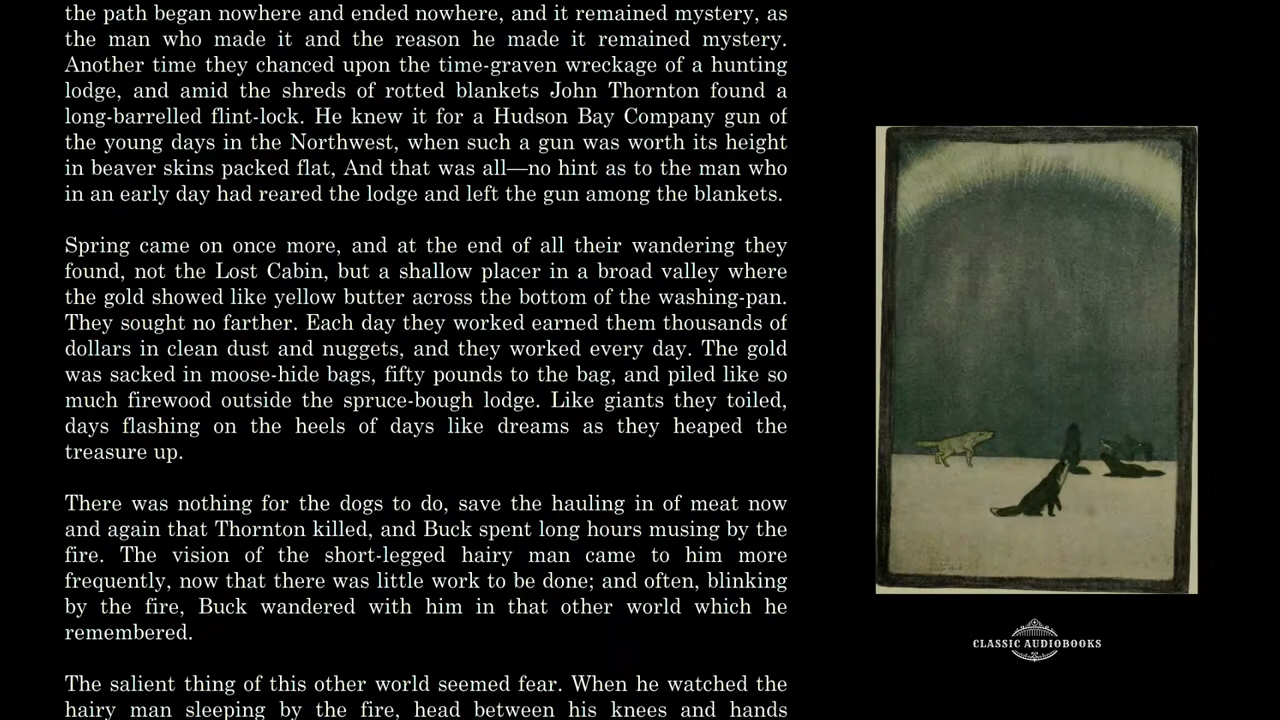 the path began nowhere and ended nowhere, and it remained mystery, as
the man who made it and the reason he made it remained mystery.
Another time they chanced upon the time-graven wreckage of a hunting
lodge, and amid the shreds of rotted blankets John Thornton found a
long-barrelled flint-lock. He knew it for a Hudson Bay Company gun of
the young days in the Northwest, when such a gun was worth its height
in beaver skins packed flat, And that was all—no hint as to the man who
in an early day had reared the lodge and left the gun among the blankets.
Spring came on once more, and at the end of all their wandering they
found, not the Lost Cabin, but a shallow placer in a broad valley where
the gold showed like yellow butter across the bottom of the washing-pan.
They sought no farther. Each day they worked earned them thousands of
dollars in clean dust and nuggets, and they worked every day. The gold
was sacked in moose-hide bags, fifty pounds to the bag, and piled like so
much firewood outside the spruce-bough lodge. Like giants they toiled,
days flashing on the heels of days like dreams as they heaped the
treasure up.
There was nothing for the dogs to do, save the hauling in of meat now
and again that Thornton killed, and Buck spent long hours musing by the
fire. The vision of the short-legged hairy man came to him more
frequently, now that there was little work to be done; and often, blinking
by the fire, Buck wandered with him in that other world which he
remembered.
The salient thing of this other world seemed fear. When he watched the
hairy man sleeping by the fire, head between his knees and hands
CLASSIC AUDIOBOOKS